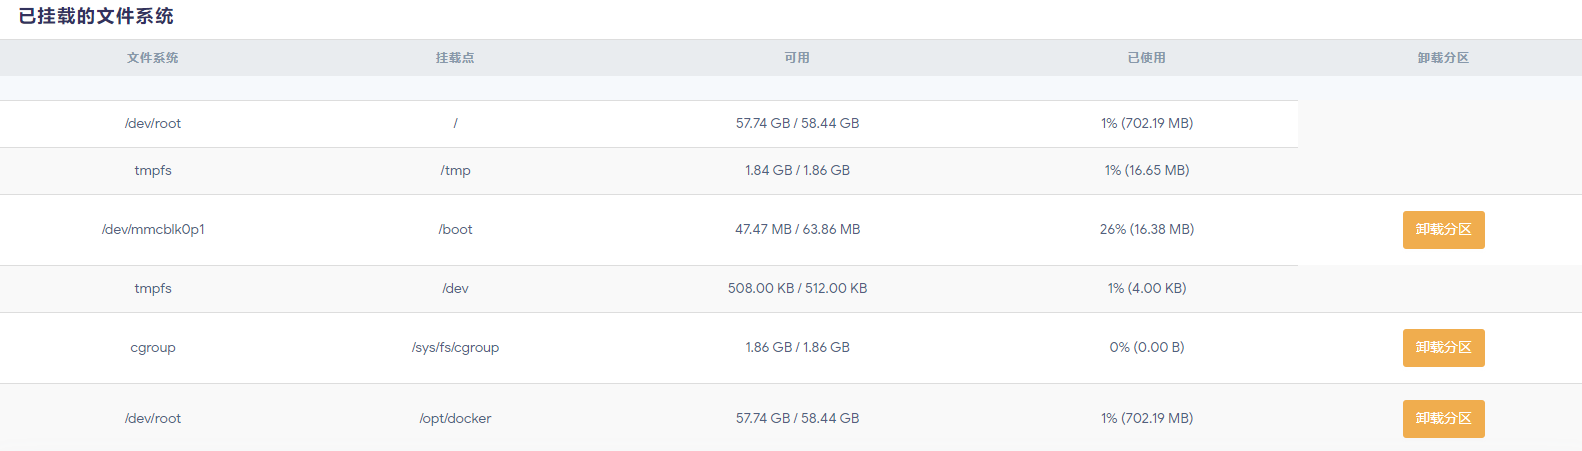 已挂载的文件系统
文件系统 挂载点 可用 已使用 卸载分区
/dev/root / 57.74 GB / 58.44 GB 1% (702.19 MB)
tmpfs /tmp 1.84 GB / 1.86 GB 1% (16.65 MB)
/dev/mmcblk0p1 /boot 47.47 MB / 63.86 MB 26% (16.38 MB) 卸载分区
tmpfs /dev 508.00 KB / 512.00 KB 1% (4.00 KB)
cgroup /sys/fs/cgroup 1.86 GB / 1.86 GB 0% (0.00 B) 卸载分区
/dev/root /opt/docker 57.74 GB / 58.44 GB 1% (702.19 MB) 卸载分区